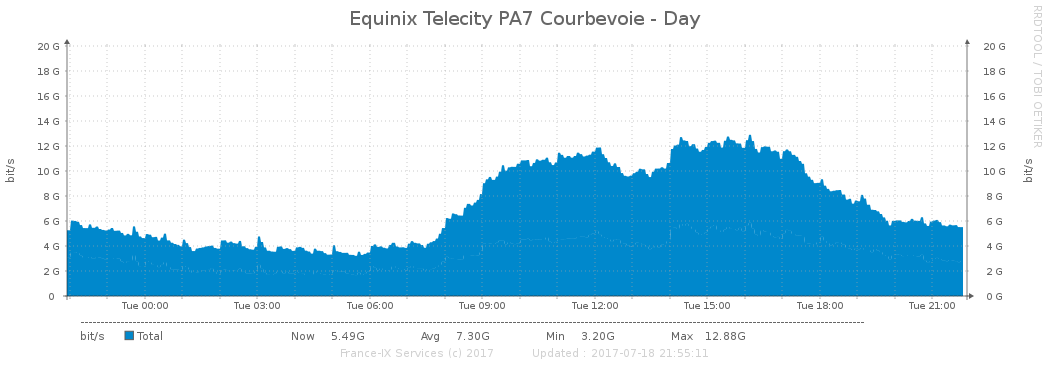 Equinix Telecity PA7 Courbevoie - Day
RRDTOOL / TOBI OETIKER
20 G 20 G
18 G 18 G
16 G 16 G
14 G 14 G
12 G 12 G
10 G 10 G
8 G 8 G
6 G 6 G
4 G 4 G
2 G 2 G
0 0 G
bit/s
bit/s
Tue 00:00 Tue 03:00 Tue 06:00 Tue 09:00 Tue 12:00 Tue 15:00 Tue 18:00 Tue 21:00
bit/s Total Now 5.49G Avg 7.30G Min 3.20G Max 12.88G
France-IX Services (c) 2017 Updated : 2017-07-18 21:55:11